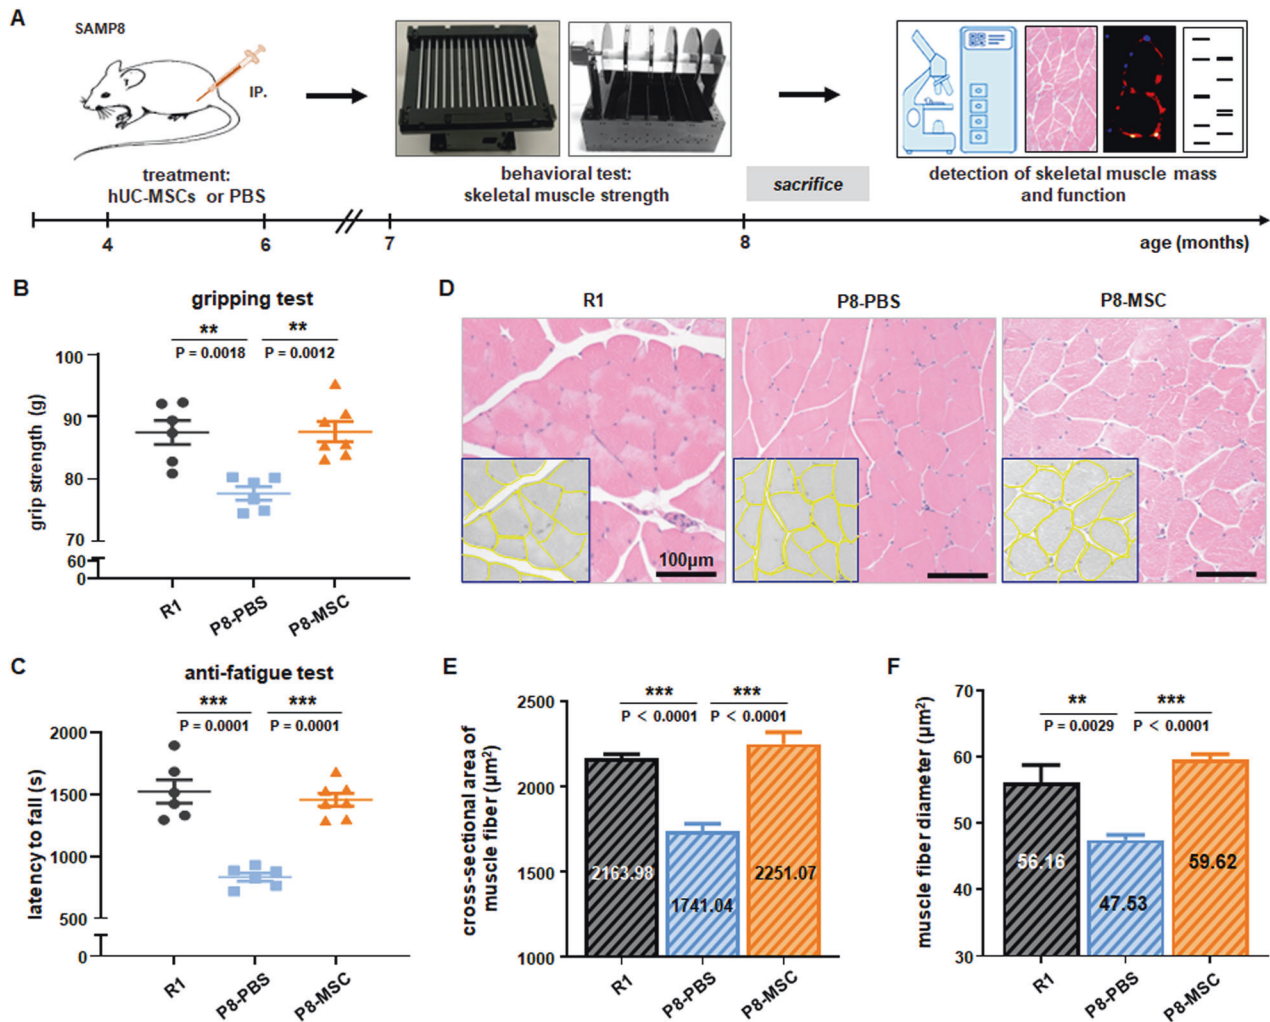 A
SAMP8
IP.
treatment:
hUC-MSCs or PBS
behavioral test:
skeletal muscle strength
sacrifice
detection of skeletal muscle mass
and function
4
6
7
8
age (months)
B
gripping test
**
**
P = 0.0018
P = 0.0012
grip strength (g)
100
90
80
70
60
0
R1
P8-PBS
P8-MSC
C
anti-fatigue test
***
***
P = 0.0001
P = 0.0001
latency to fall (s)
2000
1500
1000
500
0
R1
P8-PBS
P8-MSC
D
R1
P8-PBS
P8-MSC
100μm
E
***
***
P < 0.0001
P < 0.0001
cross-sectional area of
muscle fiber (μm²)
2500
2000
1500
1000
2163.98
1741.04
2251.07
R1
P8-PBS
P8-MSC
F
**
***
P = 0.0029
P < 0.0001
muscle fiber diameter (μm²)
70
60
50
40
30
56.16
47.53
59.62
R1
P8-PBS
P8-MSC